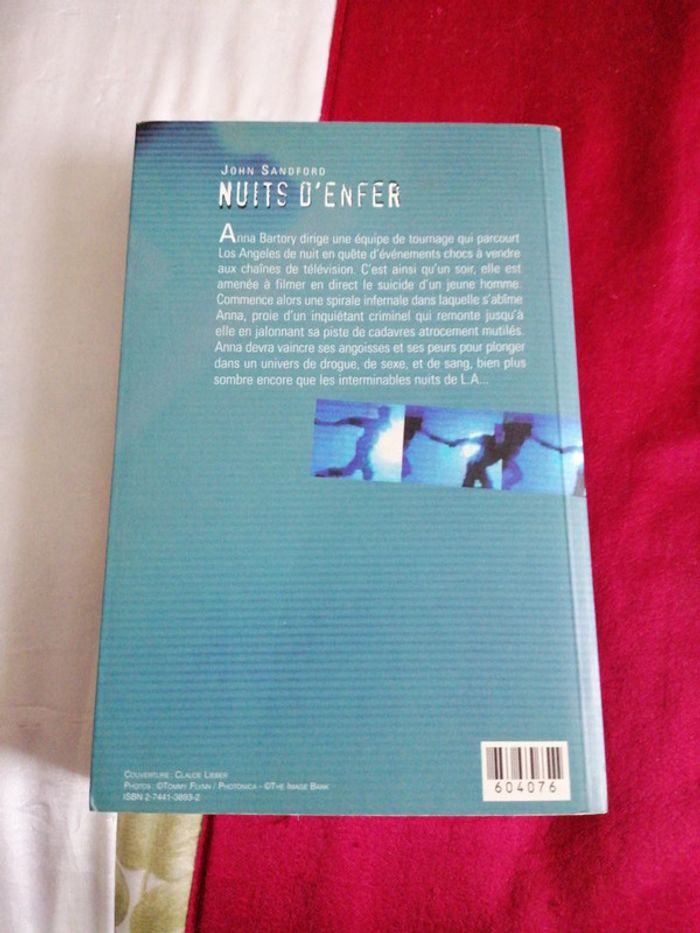 JOHN SANDFORD
NUITS D'ENFER
Anna Bartory dirige une équipe de tournage qui parcourt
Los Angeles de nuit en quête d'événements chocs à vendre
aux chaînes de télévision. C'est ainsi qu'un soir, elle est
amenée à filmer en direct le suicide d'un jeune homme.
Commence alors une spirale infernale dans laquelle s'abîme
Anna, proie d'un inquiétant criminel qui remonte jusqu'à
elle en jalonnant sa piste de cadavres atrocement mutilés.
Anna devra vaincre ses angoisses et ses peurs pour plonger
dans un univers de drogue, de sexe, et de sang, bien plus
sombre encore que les interminables nuits de L.A...
COUVERTURE : CLAUDE LIEBER
PHOTOS : ©TOMMY FLYNN / PHOTONICA - ©THE IMAGE BANK
ISBN 2-7441-3893-2
604076